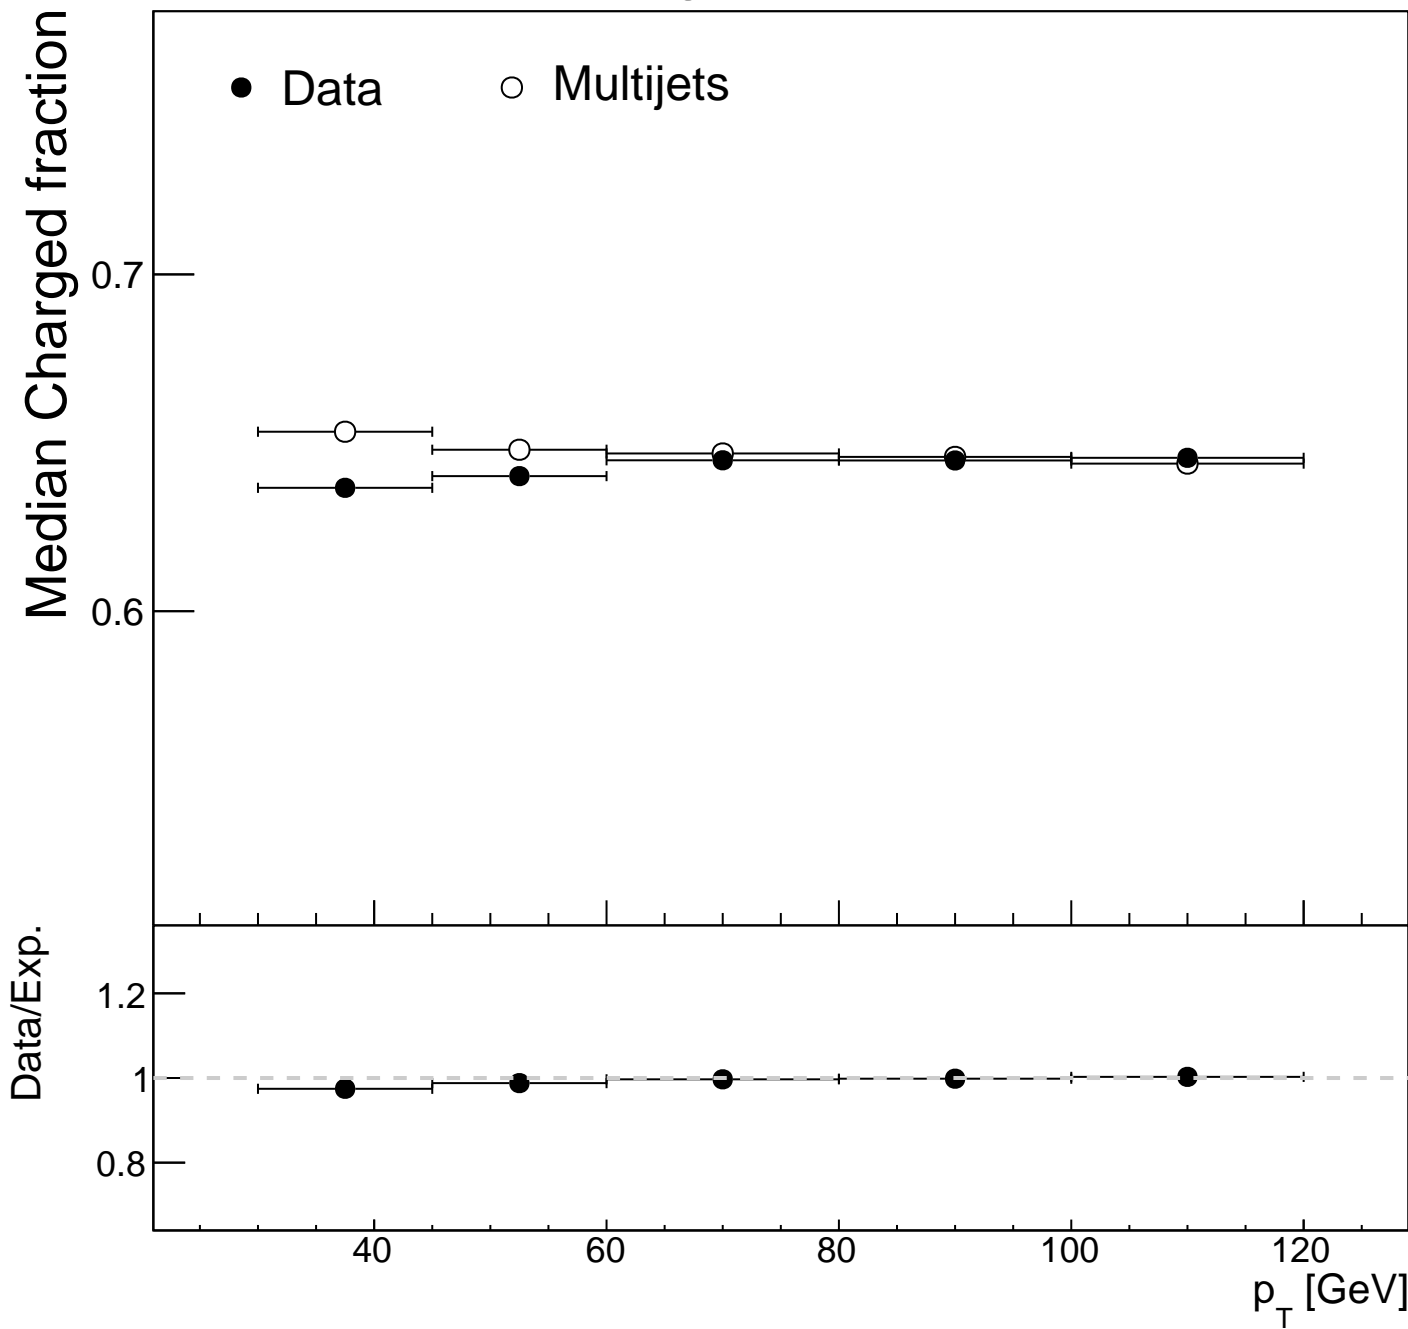 Median Charged fraction
Data
Multijets
0.7
0.6
Data/Exp.
1.2
1
0.8
40 60 80 100 120
p_T [GeV]